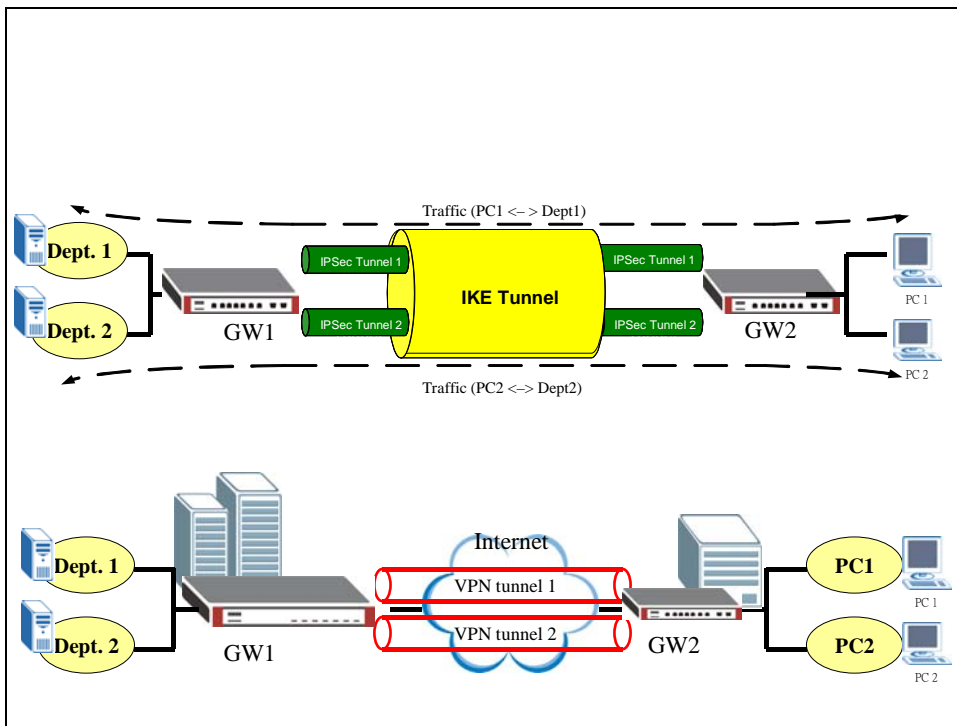 Traffic (PC1 <–> Dept1)
Dept. 1
IPSec Tunnel 1
IPSec Tunnel 1
IKE Tunnel
PC 1
Dept. 2
GW1
IPSec Tunnel 2
IPSec Tunnel 2
GW2
PC 2
Traffic (PC2 <–> Dept2)
Internet
Dept. 1
VPN tunnel 1
PC1
PC 1
Dept. 2
GW1
VPN tunnel 2
GW2
PC2
PC 2